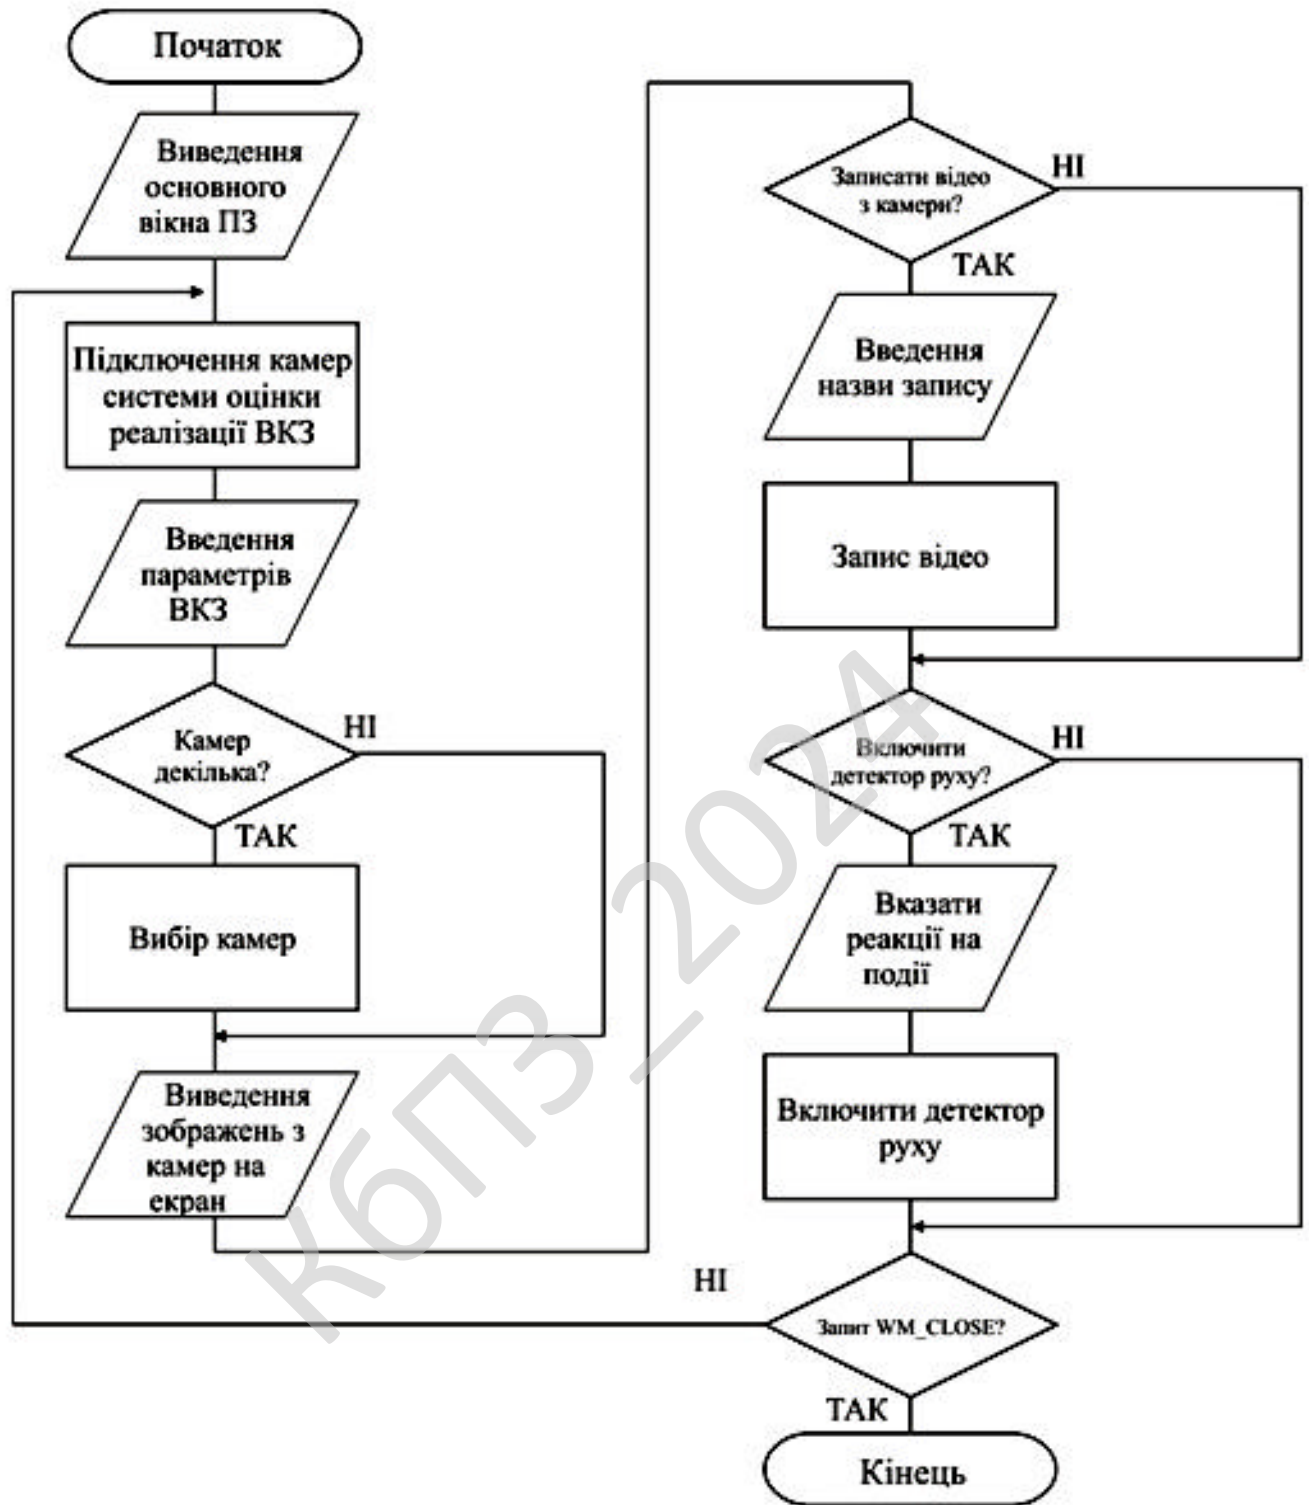 Початок
Виведення
основного
вікна ПЗ
Підключення камер
системи оцінки
реалізації ВКЗ
Введення
параметрів
ВКЗ
Камер
декілька?
НІ
ТАК
Вибір камер
Виведення
зображень з
камер на
екран
Записати відео
з камери?
НІ
ТАК
Введення
назви запису
Запис відео
Включити
детектор руху?
НІ
ТАК
Вказати
реакції на
події
Включити детектор
руху
Запит WM_CLOSE?
НІ
ТАК
Кінець
КбПЗ_2024